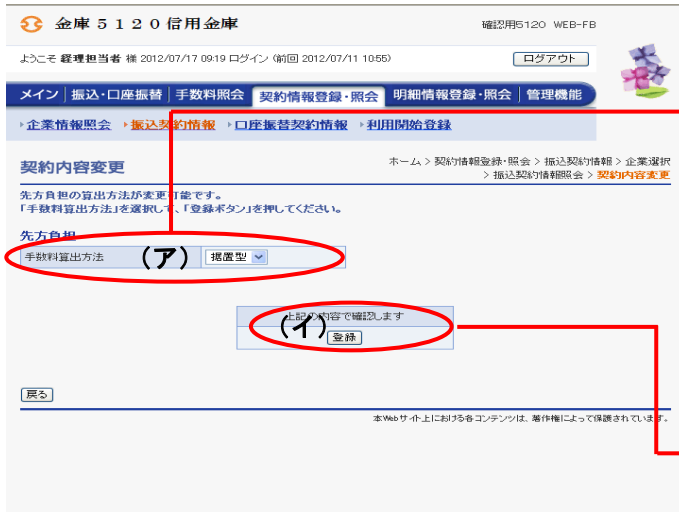 金庫５１２０信用金庫
確認用5120 WEB-FB
ようこそ 経理担当者 様 2012/07/17 09:19 ログイン (前回 2012/07/11 10:55)
ログアウト
メイン 振込・口座振替 手数料照会 契約情報登録・照会 明細情報登録・照会 管理機能
企業情報照会 振込契約情報 口座振替契約情報 利用開始登録
契約内容変更
ホーム > 契約情報登録・照会 > 振込契約情報 > 企業選択
> 振込契約情報照会 > 契約内容変更
先方負担の算出方法が変更可能です。
「手数料算出方法」を選択して、「登録ボタン」を押してください。
先方負担
手数料算出方法 （ア） 据置型
上記の内容で確認します
（イ）
登録
戻る
本Webサイト上における各コンテンツは、著作権によって保護されています。